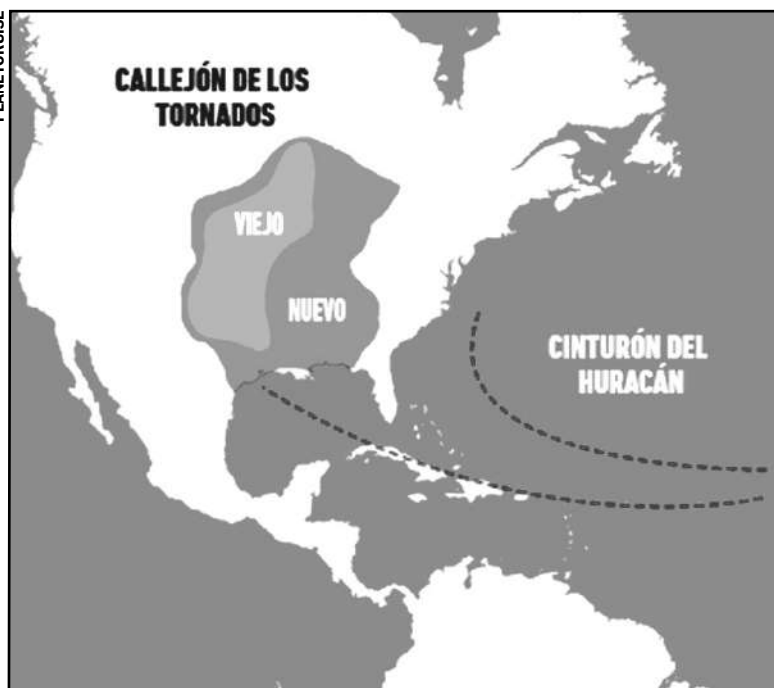 CALLEJÓN DE LOS
TORNADOS
VIEJO
NUEVO
CINTURÓN DEL
HURACÁN